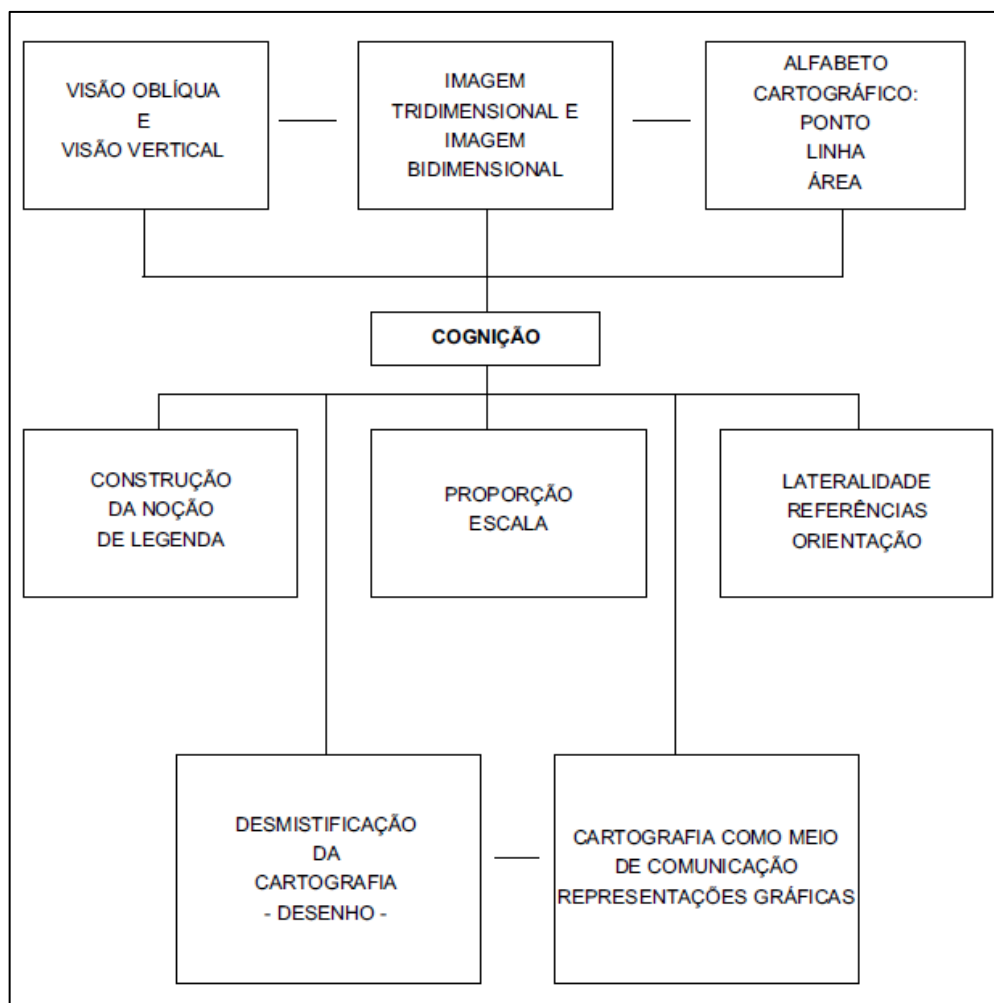 VISÃO OBLÍQUA
E
VISÃO VERTICAL
IMAGEM
TRIDIMENSIONAL E
IMAGEM
BIDIMENSIONAL
ALFABETO
CARTOGRÁFICO:
PONTO
LINHA
ÁREA
COGNIÇÃO
CONSTRUÇÃO
DA NOÇÃO
DE LEGENDA
PROPORÇÃO
ESCALA
LATERALIDADE
REFERÊNCIAS
ORIENTAÇÃO
DESMISTIFICAÇÃO
DA
CARTOGRAFIA
- DESENHO -
CARTOGRAFIA COMO MEIO
DE COMUNICAÇÃO
REPRESENTAÇÕES GRÁFICAS